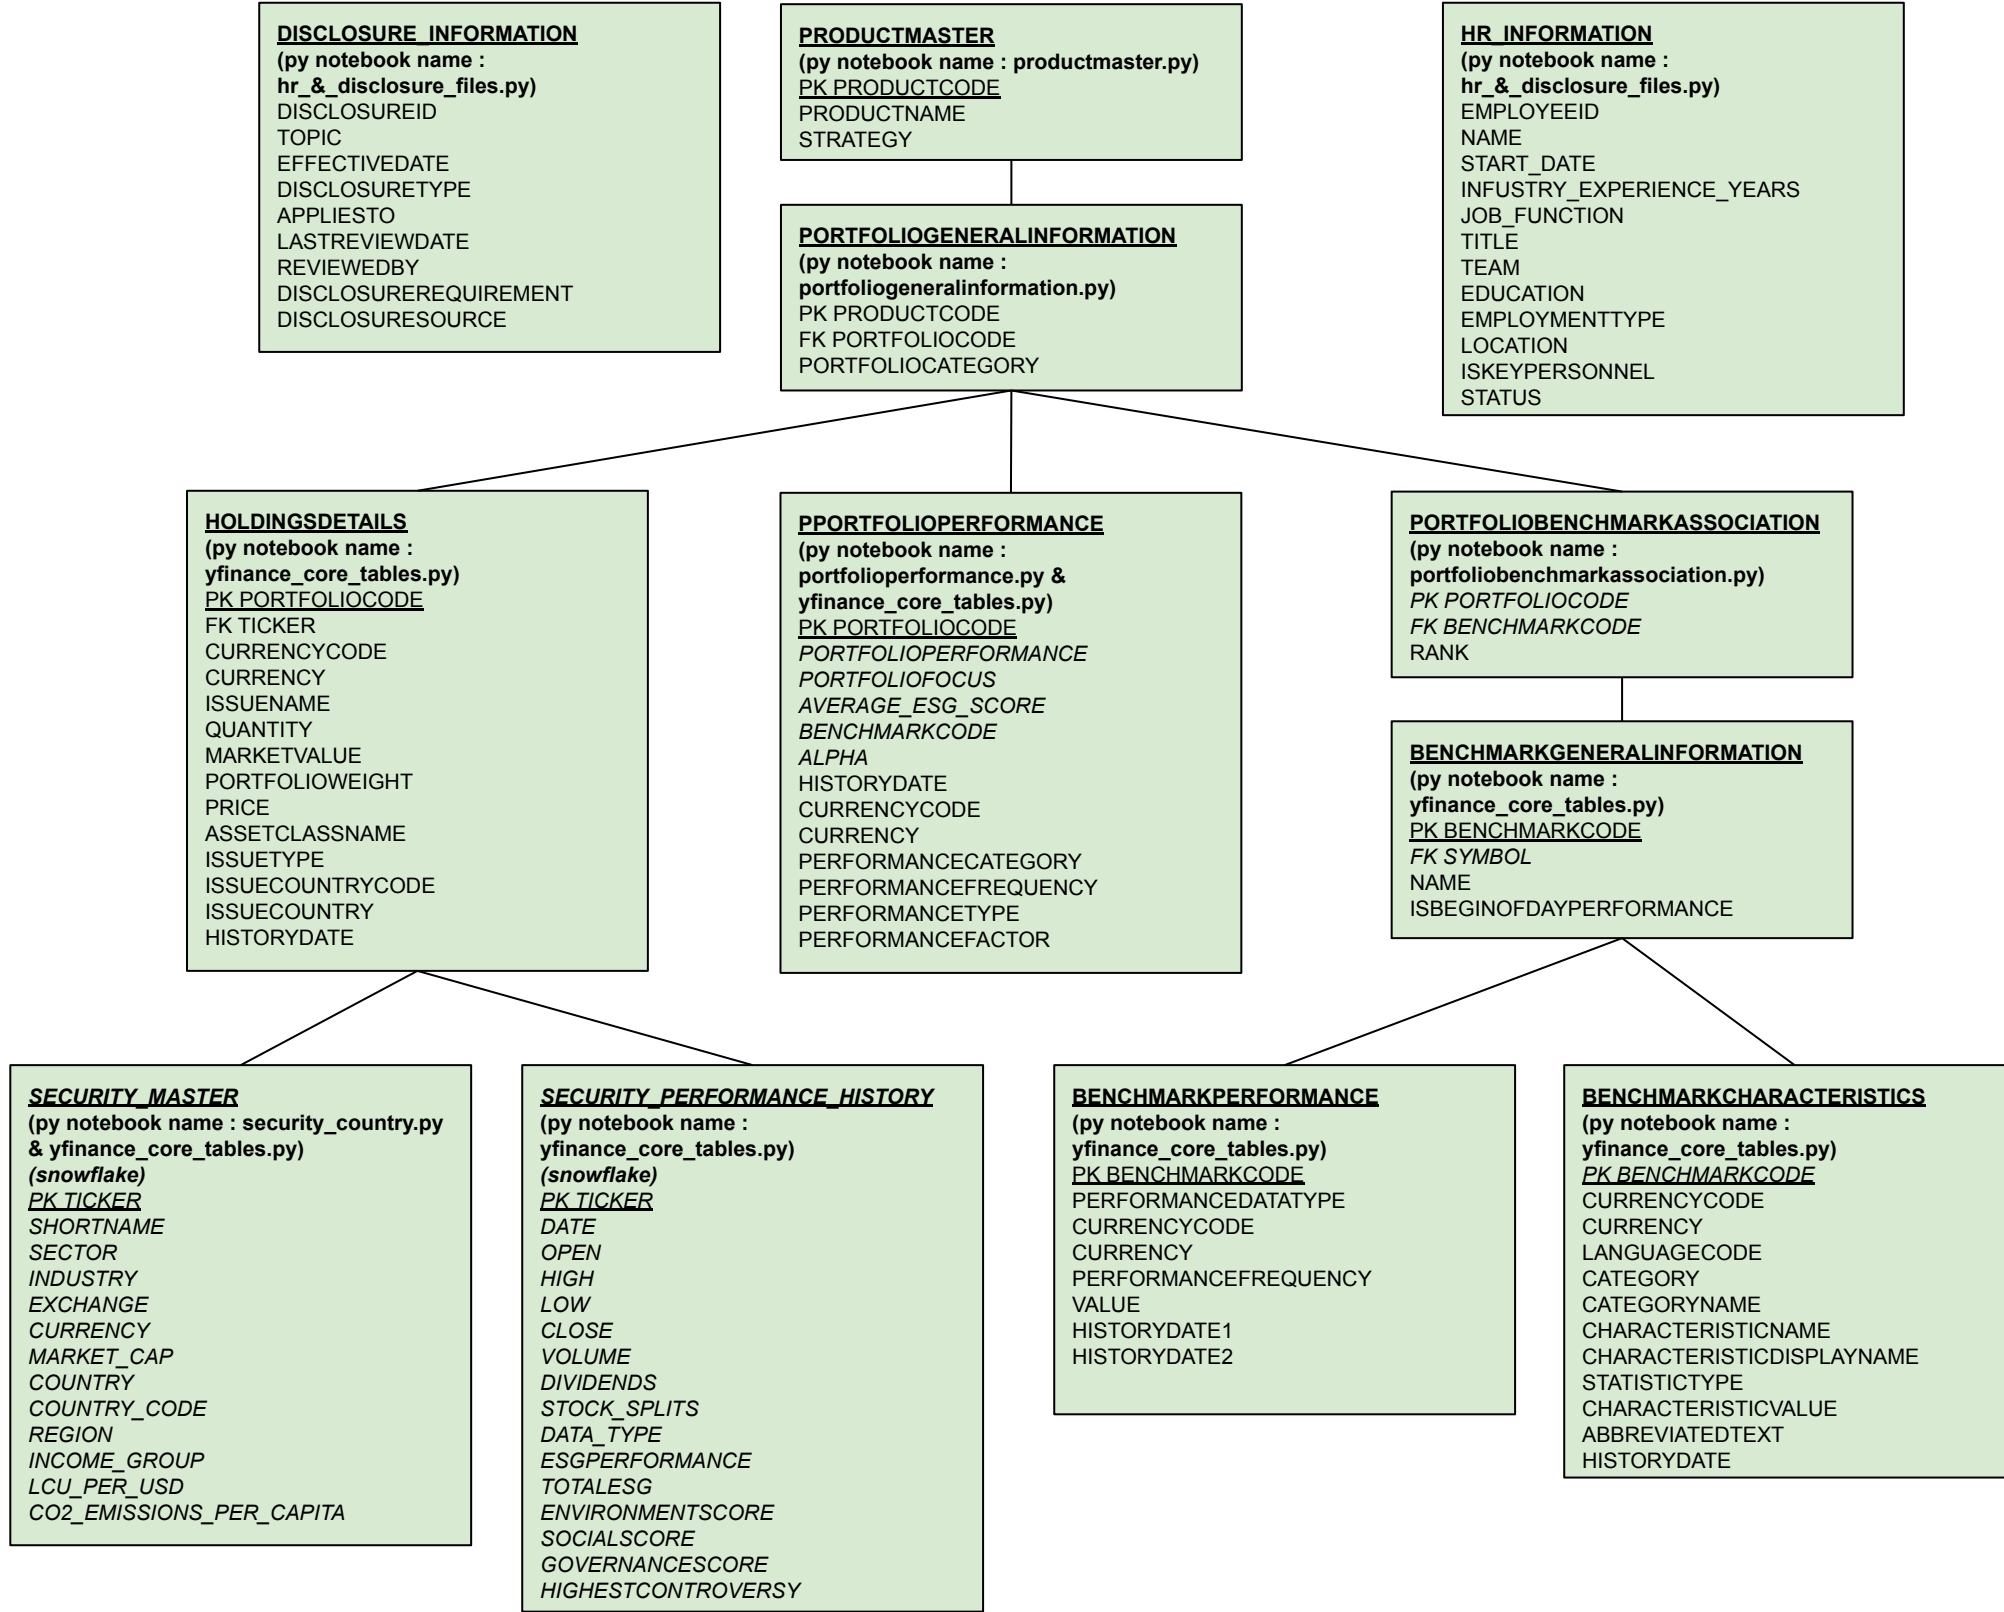 DISCLOSURE_INFORMATION
(py notebook name :
hr_&_disclosure_files.py)
DISCLOSUREID
TOPIC
EFFECTIVEDATE
DISCLOSURETYPE
APPLIESTO
LASTREVIEWDATE
REVIEWEDBY
DISCLOSUREREQUIREMENT
DISCLOSURESOURCE
PRODUCTMASTER
(py notebook name : productmaster.py)
PK PRODUCTCODE
PRODUCTNAME
STRATEGY
HR_INFORMATION
(py notebook name :
hr_&_disclosure_files.py)
EMPLOYEEID
NAME
START_DATE
INFUSTRY_EXPERIENCE_YEARS
JOB_FUNCTION
TITLE
TEAM
EDUCATION
EMPLOYMENTTYPE
LOCATION
ISKEYPERSONNEL
STATUS
PORTFOLIOGENERALINFORMATION
(py notebook name :
portfoliogeneralinformation.py)
PK PRODUCTCODE
FK PORTFOLIOCODE
PORTFOLIOCATEGORY
HOLDINGSDETAILS
(py notebook name :
yfinance_core_tables.py)
PK PORTFOLIOCODE
FK TICKER
CURRENCYCODE
CURRENCY
ISSUENAME
QUANTITY
MARKETVALUE
PORTFOLIOWEIGHT
PRICE
ASSETCLASSNAME
ISSUETYPE
ISSUECOUNTRYCODE
ISSUECOUNTRY
HISTORYDATE
PPORTFOLIOPERFORMANCE
(py notebook name :
portfolioperformance.py &
yfinance_core_tables.py)
PK PORTFOLIOCODE
PORTFOLIOPERFORMANCE
PORTFOLIOFOCUS
AVERAGE_ESG_SCORE
BENCHMARKCODE
ALPHA
HISTORYDATE
CURRENCYCODE
CURRENCY
PERFORMANCECATEGORY
PERFORMANCEFREQUENCY
PERFORMANCETYPE
PERFORMANCEFACTOR
PORTFOLIOBENCHMARKASSOCIATION
(py notebook name :
portfoliobenchmarkassociation.py)
PK PORTFOLIOCODE
FK BENCHMARKCODE
RANK
BENCHMARKGENERALINFORMATION
(py notebook name :
yfinance_core_tables.py)
PK BENCHMARKCODE
FK SYMBOL
NAME
ISBEGINOFDAYPERFORMANCE
SECURITY_MASTER
(py notebook name : security_country.py
& yfinance_core_tables.py)
(snowflake)
PK TICKER
SHORTNAME
SECTOR
INDUSTRY
EXCHANGE
CURRENCY
MARKET_CAP
COUNTRY
COUNTRY_CODE
REGION
INCOME_GROUP
LCU_PER_USD
CO2_EMISSIONS_PER_CAPITA
SECURITY_PERFORMANCE_HISTORY
(py notebook name :
yfinance_core_tables.py)
(snowflake)
PK TICKER
DATE
OPEN
HIGH
LOW
CLOSE
VOLUME
DIVIDENDS
STOCK_SPLITS
DATA_TYPE
ESGPERFORMANCE
TOTALESG
ENVIRONMENTSCORE
SOCIALSCORE
GOVERNANCESCORE
HIGHESTCONTROVERSY
BENCHMARKPERFORMANCE
(py notebook name :
yfinance_core_tables.py)
PK BENCHMARKCODE
PERFORMANCEDATATYPE
CURRENCYCODE
CURRENCY
PERFORMANCEFREQUENCY
VALUE
HISTORYDATE1
HISTORYDATE2
BENCHMARKCHARACTERISTICS
(py notebook name :
yfinance_core_tables.py)
PK BENCHMARKCODE
CURRENCYCODE
CURRENCY
LANGUAGECODE
CATEGORY
CATEGORYNAME
CHARACTERISTICNAME
CHARACTERISTICDISPLAYNAME
STATISTICTYPE
CHARACTERISTICVALUE
ABBREVIATEDTEXT
HISTORYDATE